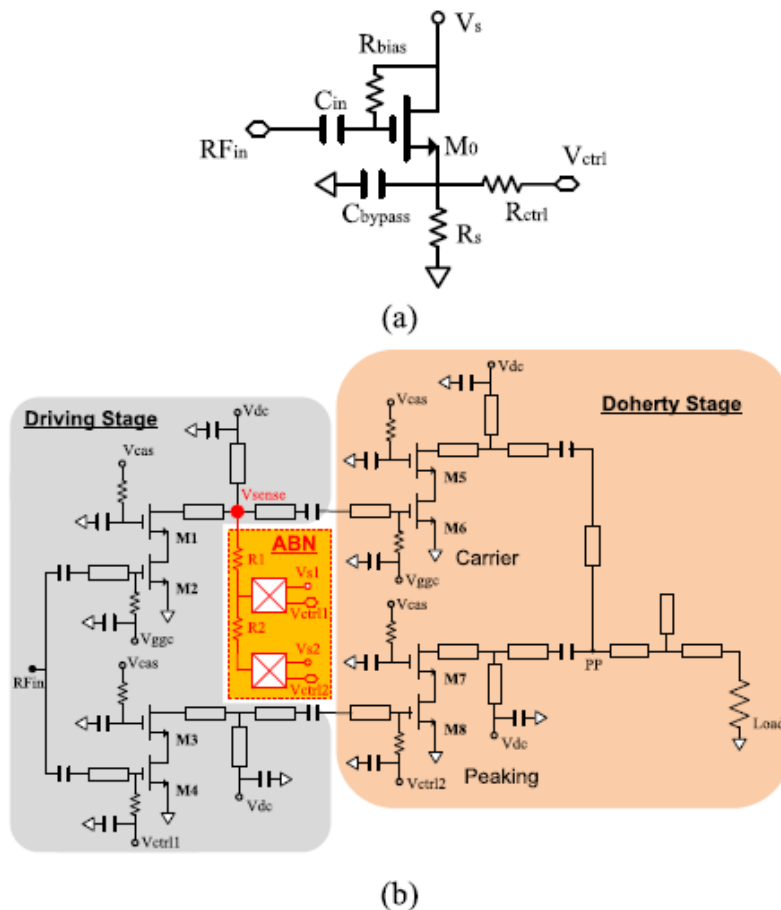 Vs
Rbias
Cin
RFin
M0
Vctrl
Cbypass
Rctrl
Rs
(a)
Driving Stage
Doherty Stage
Vdc
Vdc
Vcas
Vcas
Vsense
M5
M1
ABN
M6
R1
Carrier
M2
Vs1
Vctrl1
Vggc
Vggc
R2
Vcas
Vcas
Vs2
RFin
Vctrl2
M7
PP
M3
M8
Load
Vdc
M4
Vctrl2
Peaking
Vdc
Vctrl1
(b)